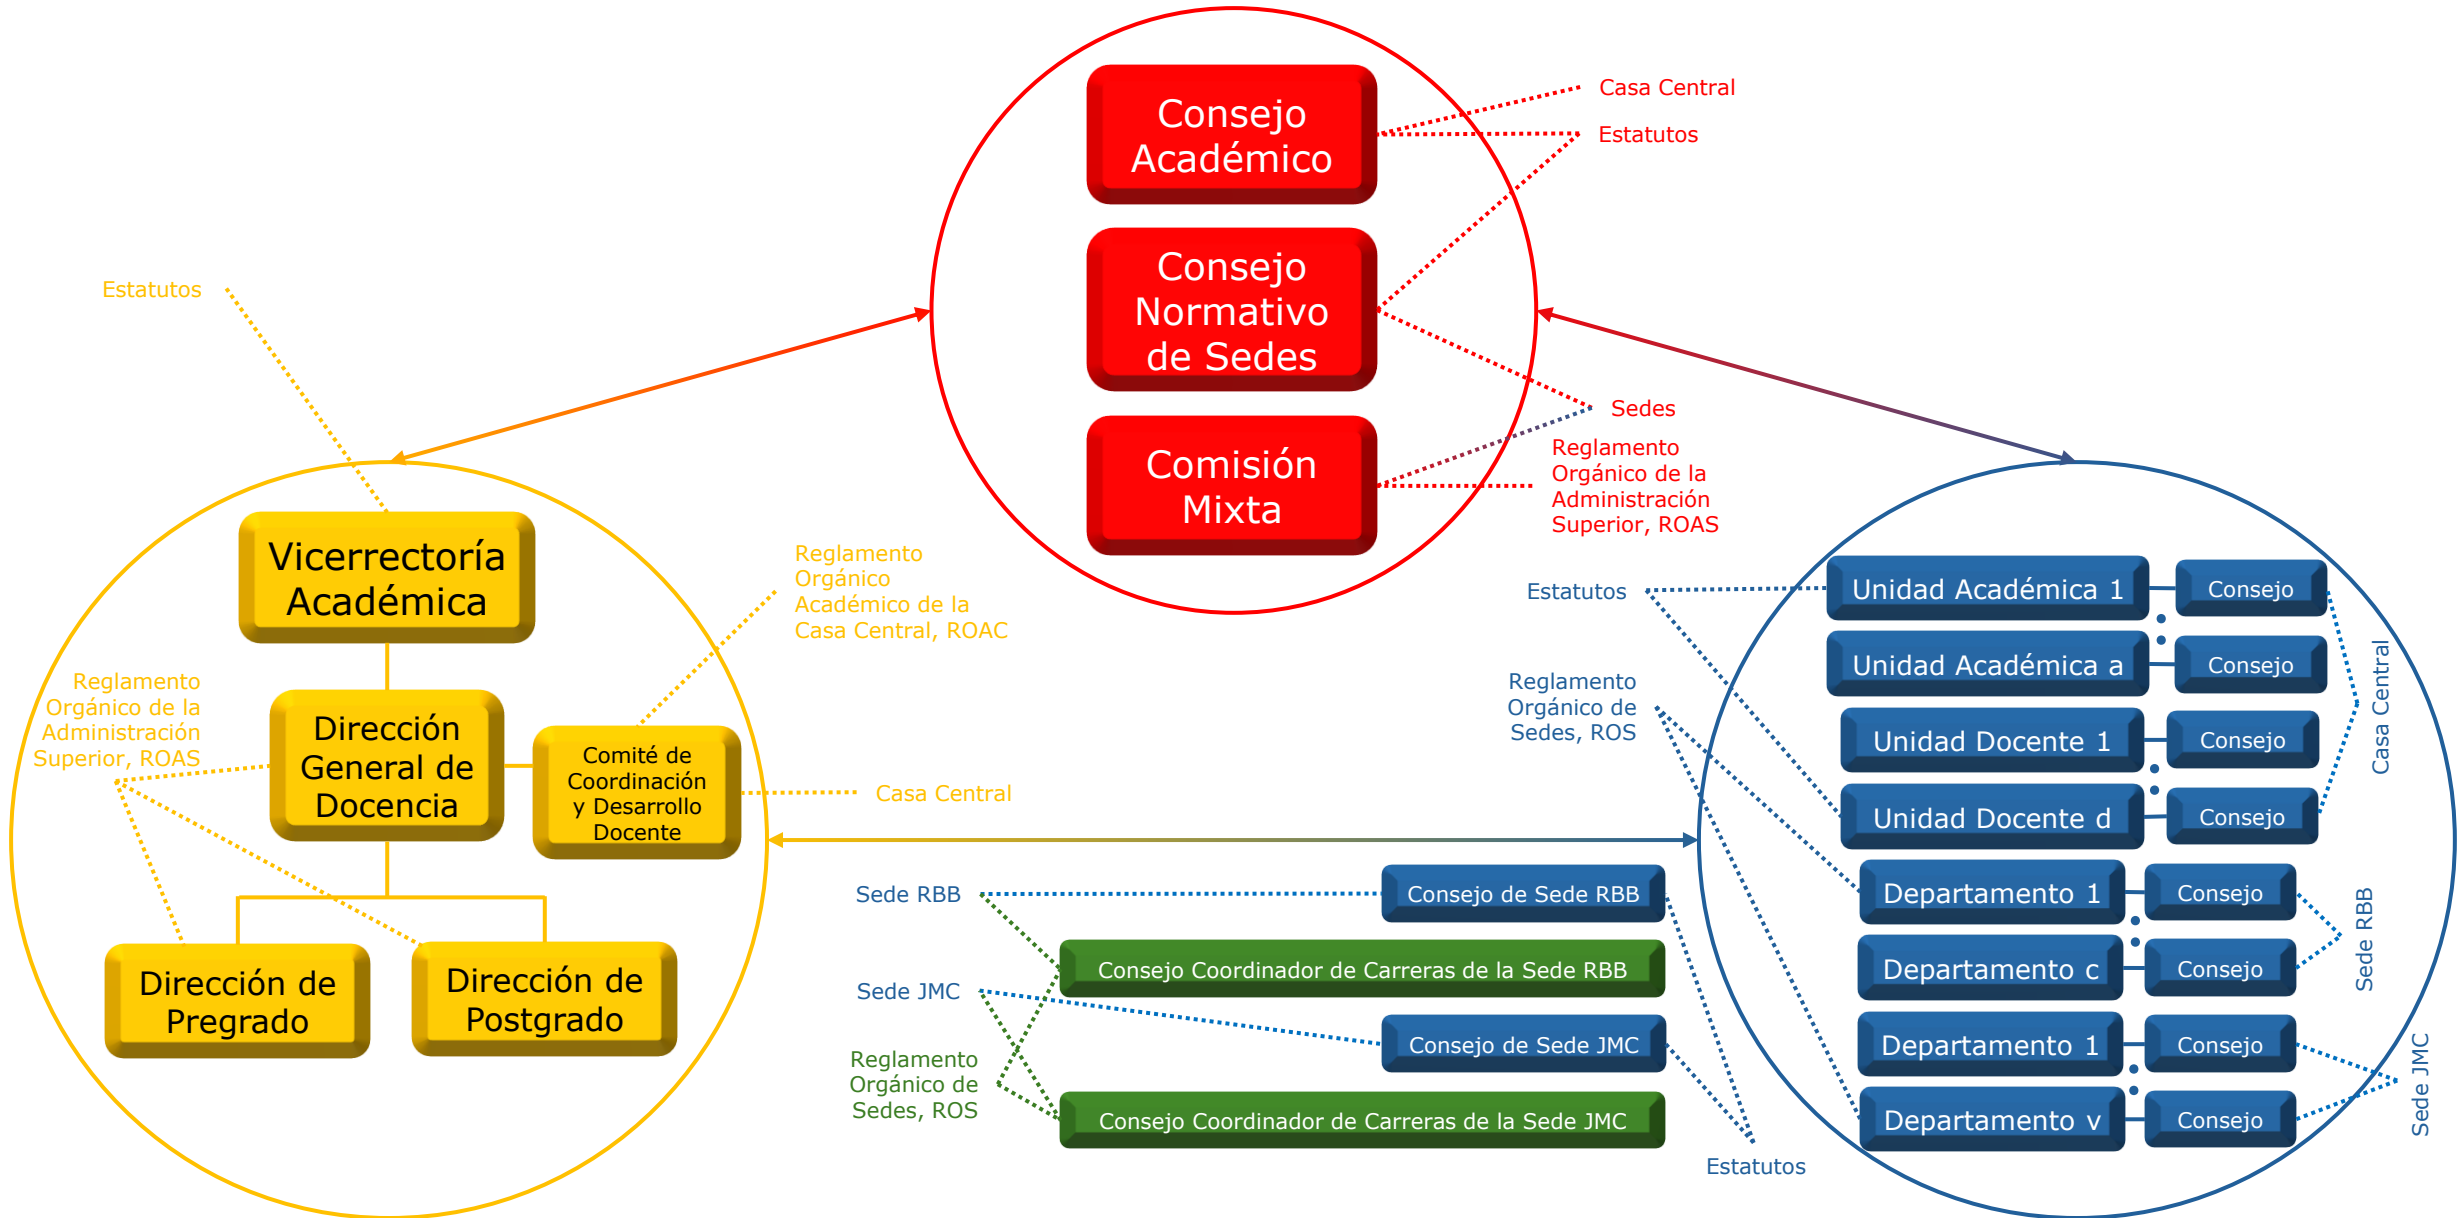 Consejo
Académico
Casa Central
Estatutos
Consejo
Normativo
de Sedes
Sedes
Comisión
Mixta
Reglamento
Orgánico de la
Administración
Superior, ROAS
Estatutos
Vicerrectoría
Académica
Reglamento
Orgánico
Académico de la
Casa Central, ROAC
Reglamento
Orgánico de la
Administración
Superior, ROAS
Dirección
General de
Docencia
Comité de
Coordinación
y Desarrollo
Docente
Casa Central
Dirección de
Pregrado
Dirección de
Postgrado
Estatutos
Reglamento
Orgánico de
Sedes, ROS
Unidad Académica 1
Consejo
Unidad Académica a
Consejo
Unidad Docente 1
Consejo
Unidad Docente d
Consejo
Casa Central
Departamento 1
Consejo
Departamento c
Consejo
Sede RBB
Departamento 1
Consejo
Departamento v
Consejo
Sede JMC
Sede RBB
Consejo de Sede RBB
Consejo Coordinador de Carreras de la Sede RBB
Sede JMC
Consejo de Sede JMC
Reglamento
Orgánico de
Sedes, ROS
Consejo Coordinador de Carreras de la Sede JMC
Estatutos